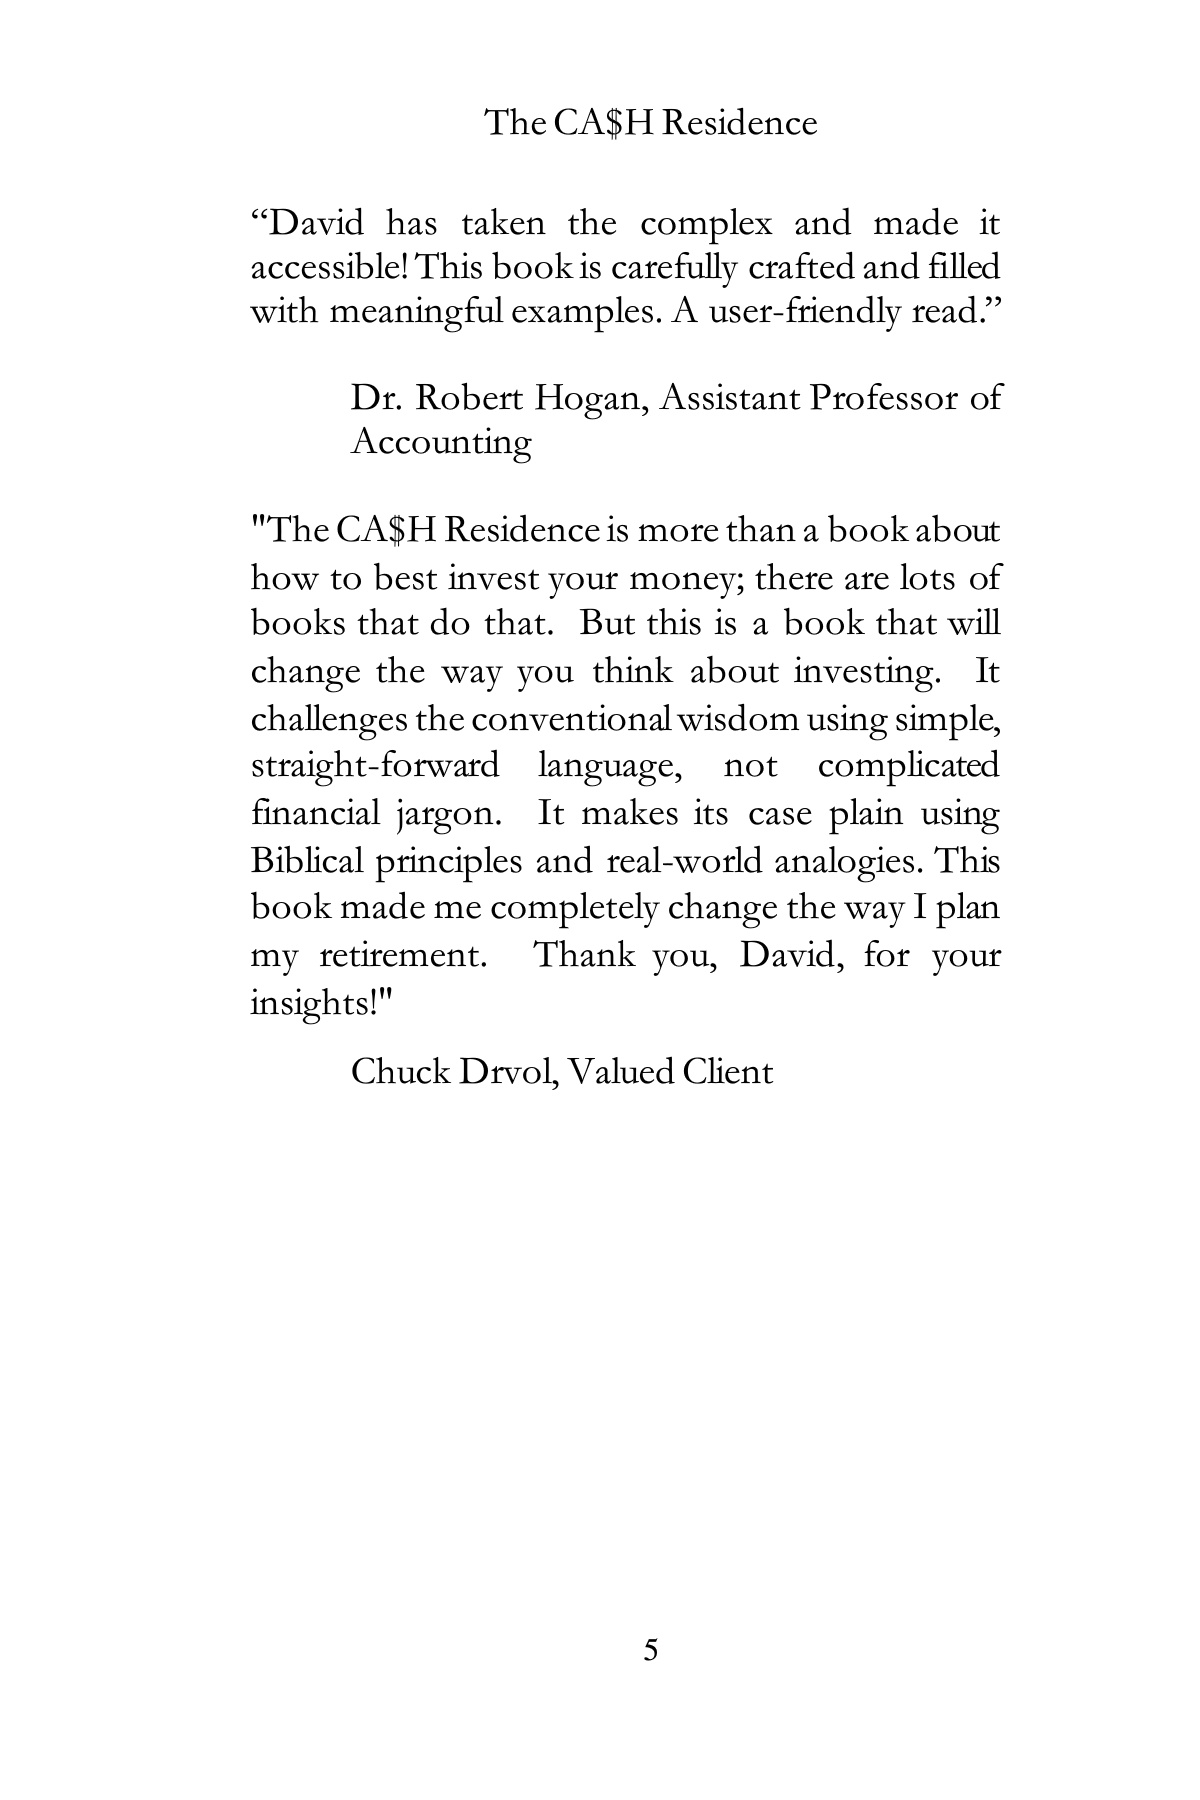 The CA$H Residence
“David has taken the complex and made it
accessible! This book is carefully crafted and filled
with meaningful examples. A user-friendly read.”
Dr. Robert Hogan, Assistant Professor of
Accounting
"The CA$H Residence is more than a book about
how to best invest your money; there are lots of
books that do that. But this is a book that will
change the way you think about investing. It
challenges the conventional wisdom using simple,
straight-forward language, not complicated
financial jargon. It makes its case plain using
Biblical principles and real-world analogies. This
book made me completely change the way I plan
my retirement. Thank you, David, for your
insights!"
Chuck Drvol, Valued Client
5